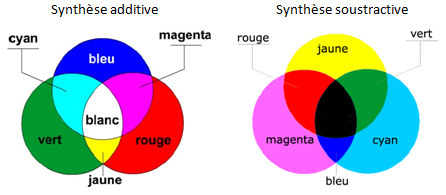 Synthèse additive
cyan
bleu
magenta
vert
blanc
rouge
jaune
Synthèse soustractive
rouge
jaune
vert
magenta
cyan
bleu